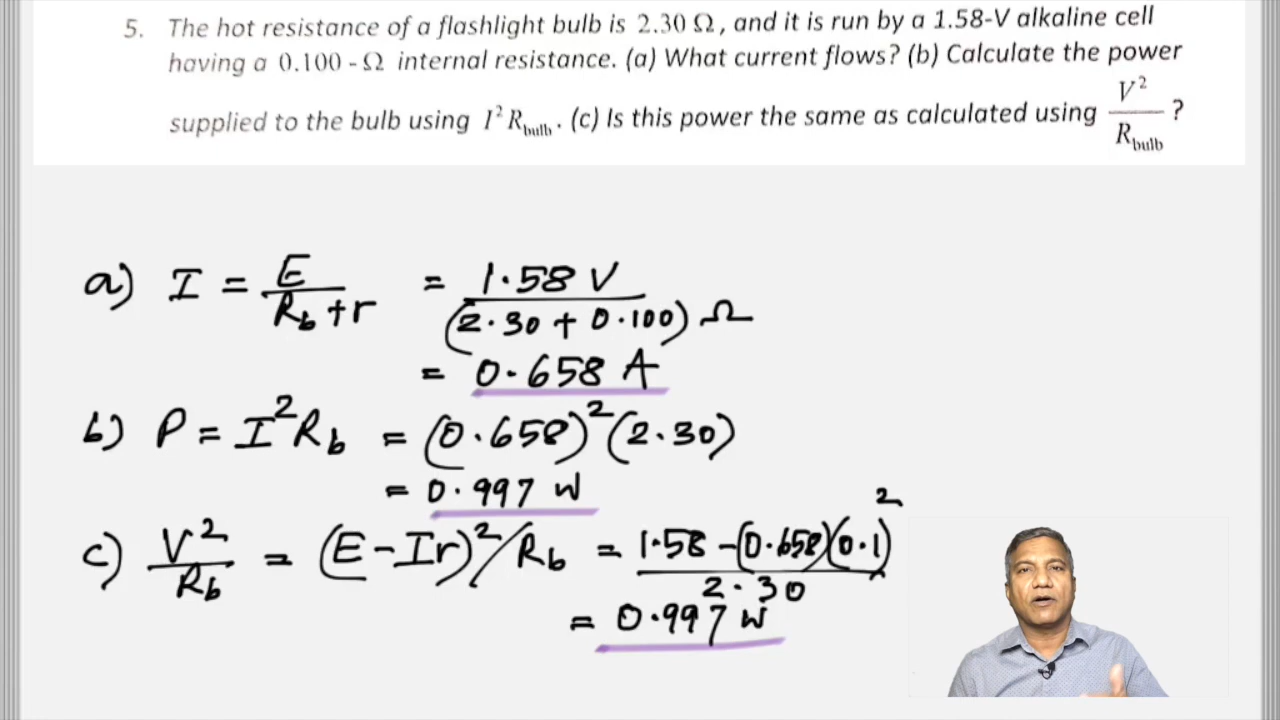 5. The hot resistance of a flashlight bulb is 2.30 Ω, and it is run by a 1.58-V alkaline cell
having a 0.100 - Ω internal resistance. (a) What current flows? (b) Calculate the power
supplied to the bulb using I² R_bulb. (c) Is this power the same as calculated using V²/R_bulb ?
a) I = E/(R_b + r) = 1.58 V/(2.30 + 0.100) Ω
= 0.658 A
b) P = I² R_b = (0.658)² (2.30)
= 0.997 W
c) V²/R_b = (E - Ir)²/R_b = 1.58 - (0.658)(0.1)²/2.30
= 0.997 W